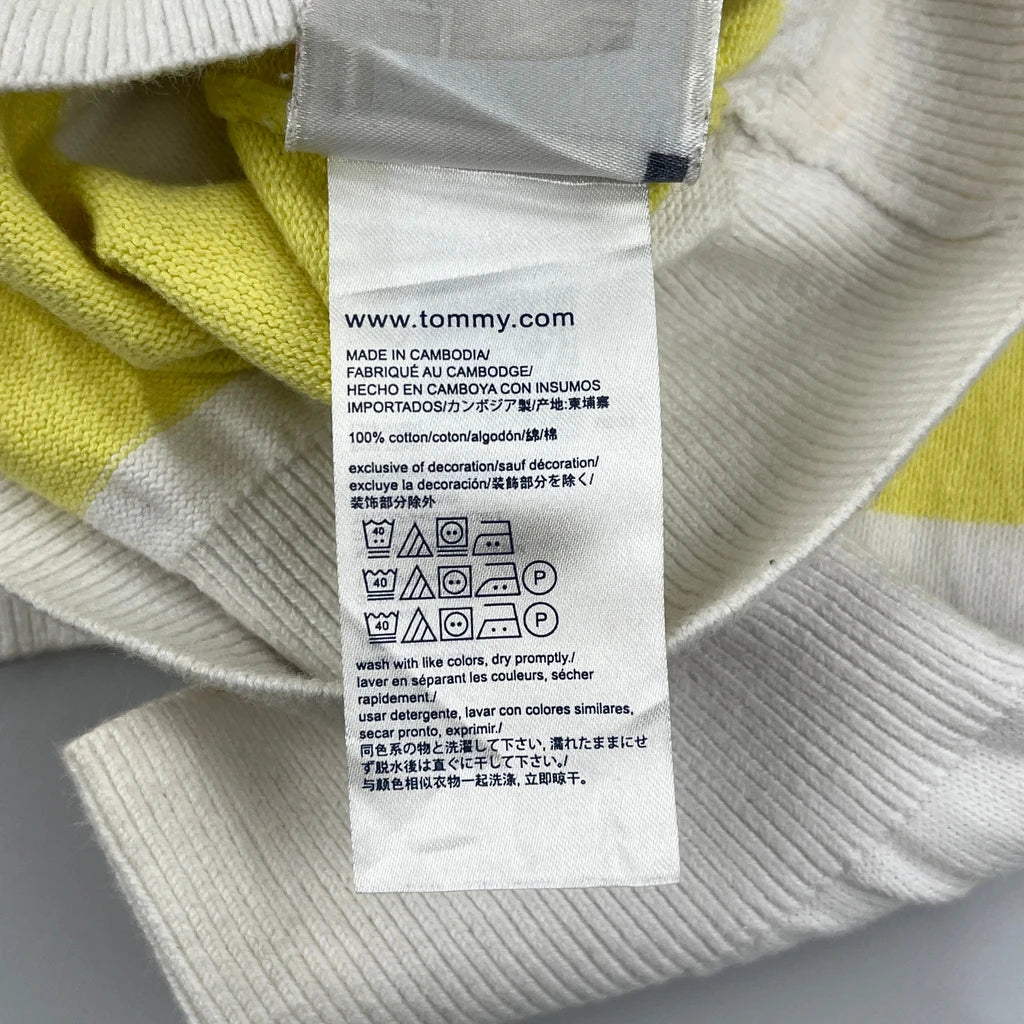 www.tommy.com
MADE IN CAMBODIA/
FABRIQUÉ AU CAMBODGE/
HECHO EN CAMBOYA CON INSUMOS
IMPORTADOS/カンボジア製/产地:柬埔寨
100% cotton/coton/algodón/綿/棉
exclusive of decoration/sauf décoration/
excluye la decoración/装飾部分を除く/
装饰部分除外
40
40 P
40 P
wash with like colors, dry promptly./
laver en séparant les couleurs, sécher
rapidement./
usar detergente, lavar con colores similares,
secar pronto, exprimir./
同色系の物と洗濯して下さい, 濡れたままにせ
ず脱水後は直ぐに干して下さい。/
与颜色相似衣物一起洗涤, 立即晾干。